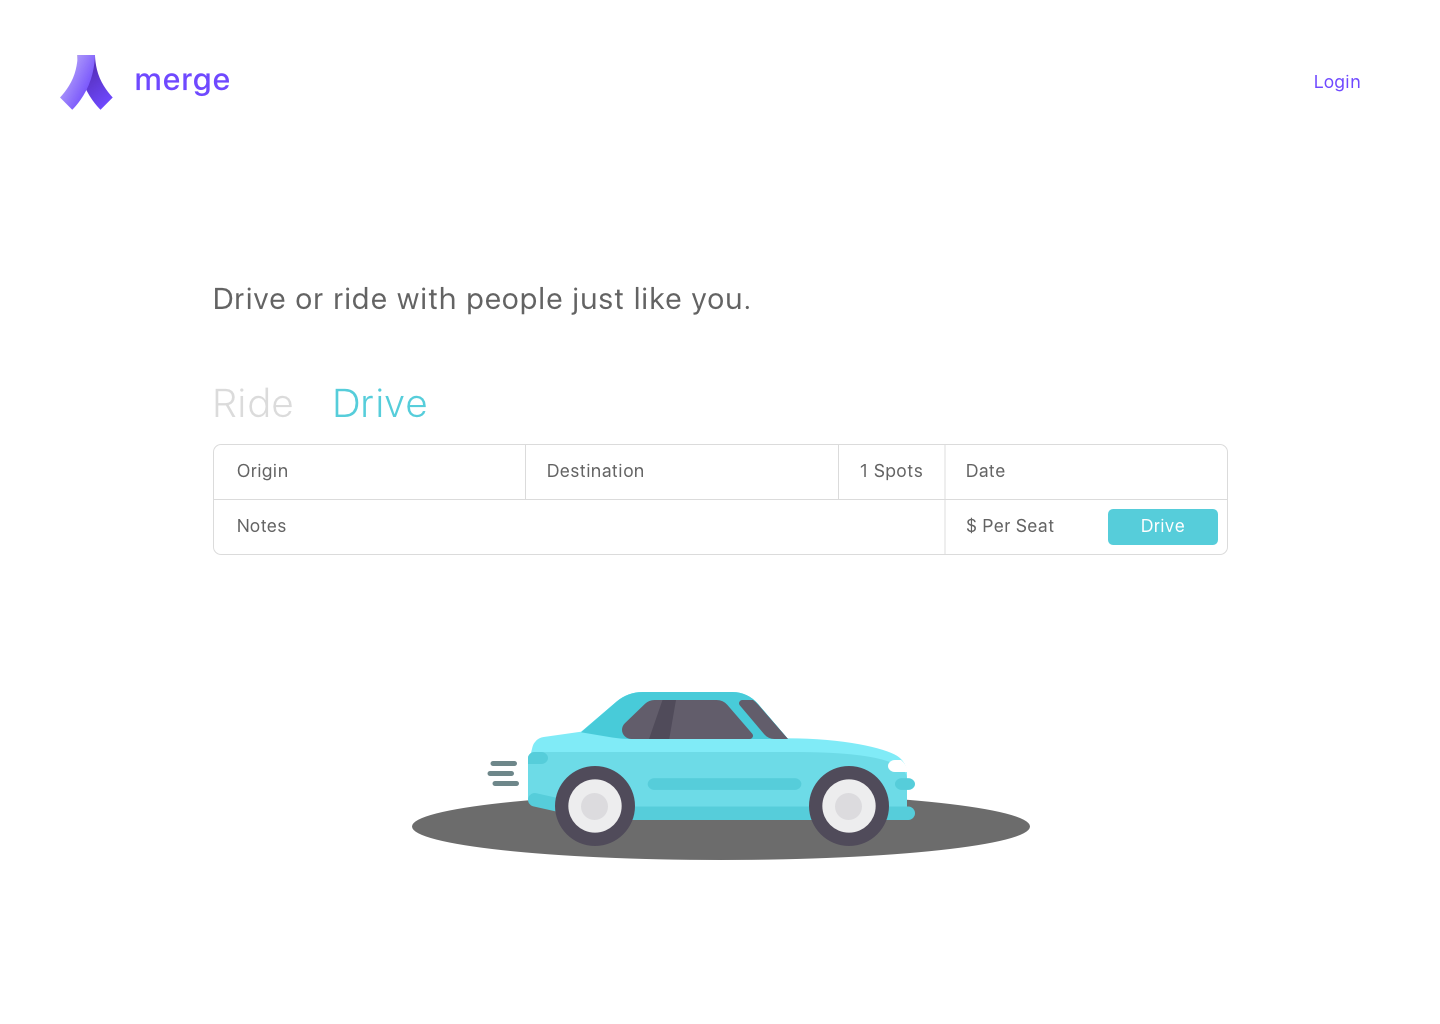 merge
Login
Drive or ride with people just like you.
Ride Drive
Origin Destination 1 Spots Date
Notes $ Per Seat Drive